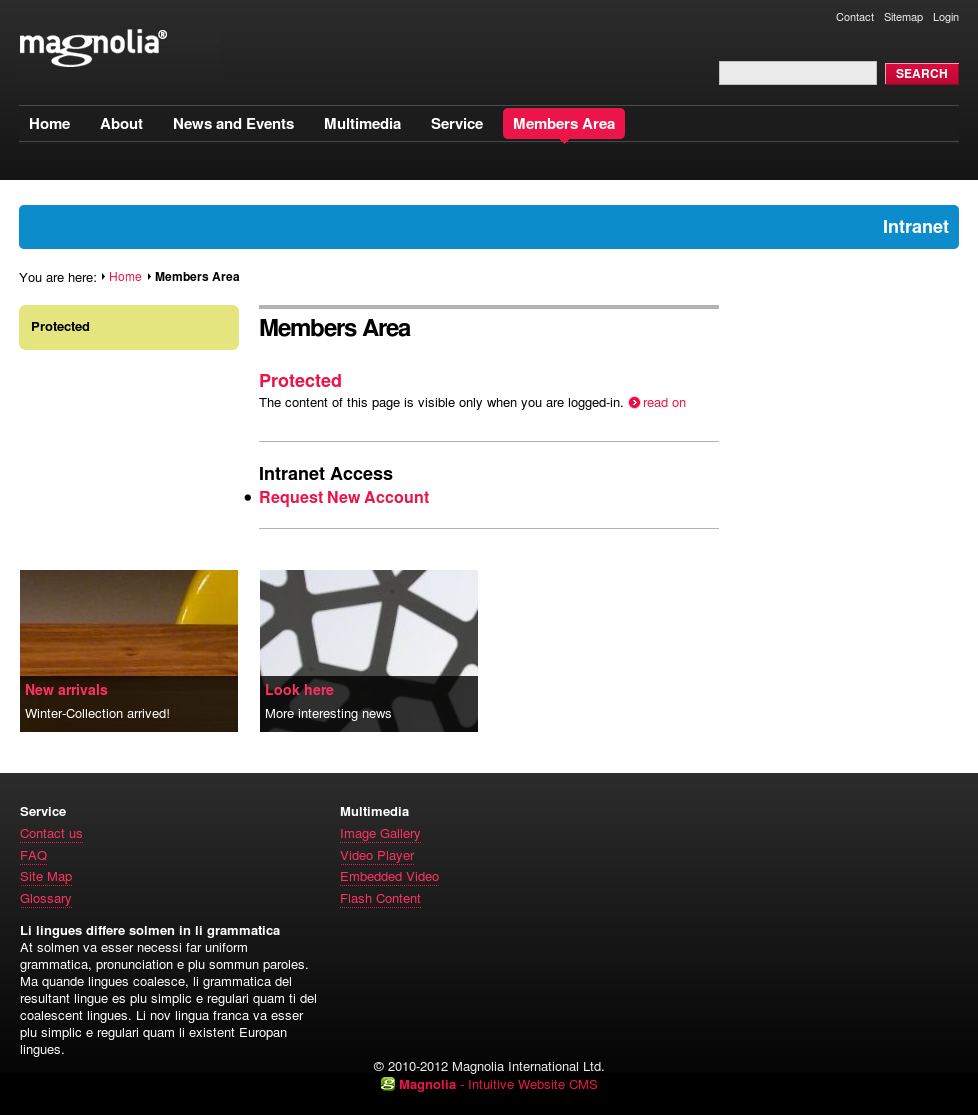 Contact Sitemap Login
magnolia®
SEARCH
Home About News and Events Multimedia Service Members Area
Intranet
You are here: Home Members Area
Protected
Members Area
Protected
The content of this page is visible only when you are logged-in. read on
Intranet Access
• Request New Account
New arrivals
Winter-Collection arrived!
Look here
More interesting news
Service
Contact us
FAQ
Site Map
Glossary
Multimedia
Image Gallery
Video Player
Embedded Video
Flash Content
Li lingues differe solmen in li grammatica
At solmen va esser necessi far uniform
grammatica, pronunciation e plu sommun paroles.
Ma quande lingues coalesce, li grammatica del
resultant lingue es plu simplic e regulari quam ti del
coalescent lingues. Li nov lingua franca va esser
plu simplic e regulari quam li existent Europan
lingues.
© 2010-2012 Magnolia International Ltd.
Magnolia - Intuitive Website CMS